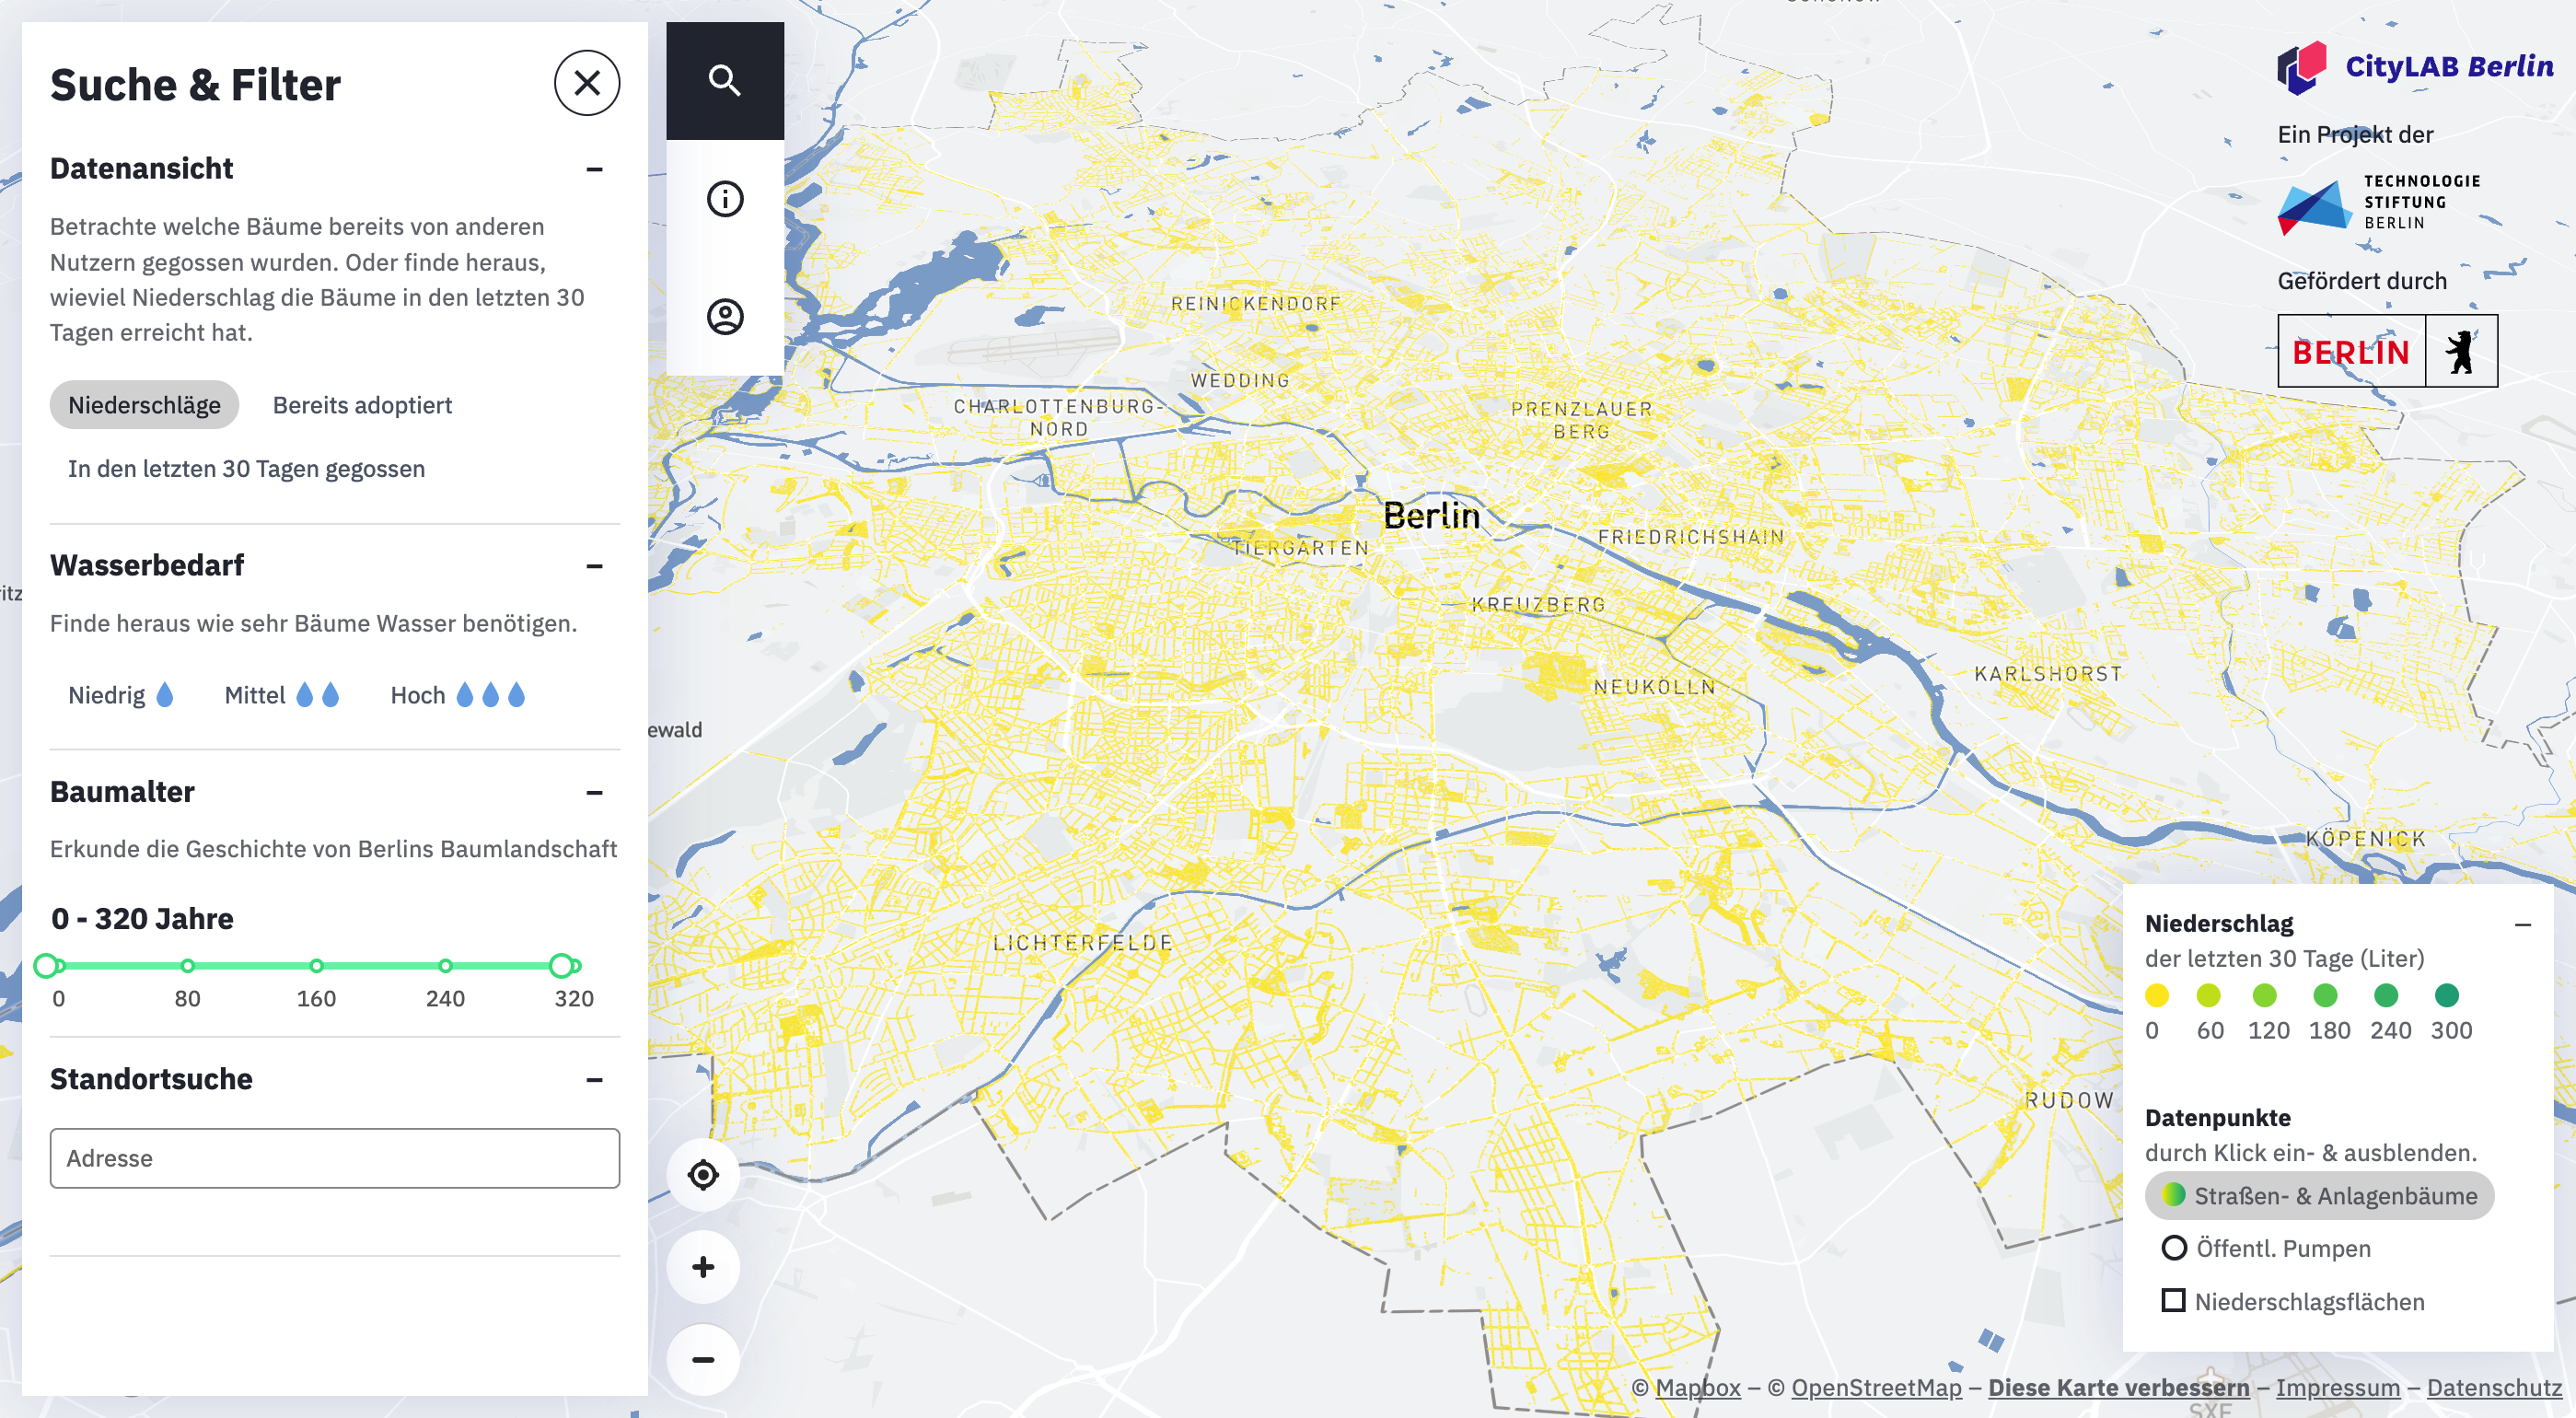 Suche & Filter
Datenansicht
Betrachte welche Bäume bereits von anderen
Nutzern gegossen wurden. Oder finde heraus,
wieviel Niederschlag die Bäume in den letzten 30
Tagen erreicht hat.
Niederschläge
Bereits adoptiert
In den letzten 30 Tagen gegossen
Wasserbedarf
Finde heraus wie sehr Bäume Wasser benötigen.
Niedrig
Mittel
Hoch
Baumalter
Erkunde die Geschichte von Berlins Baumlandschaft
0 - 320 Jahre
0
80
160
240
320
Standortsuche
Adresse
ewald
REINICKENDORF
WEDDING
CHARLOTTENBURG-
NORD
PRENZLAUER
BERG
Berlin
TIERGARTEN
FRIEDRICHSHAIN
KREUZBERG
NEUKÖLLN
KARLSHORST
KÖPENICK
LICHTERFELDE
RUDOW
SXF
CityLAB Berlin
Ein Projekt der
TECHNOLOGIE
STIFTUNG
BERLIN
Gefördert durch
BERLIN
Niederschlag
der letzten 30 Tage (Liter)
0
60
120
180
240
300
Datenpunkte
durch Klick ein- & ausblenden.
Straßen- & Anlagenbäume
Öffentl. Pumpen
Niederschlagsflächen
© Mapbox – © OpenStreetMap – Diese Karte verbessern – Impressum – Datenschutz